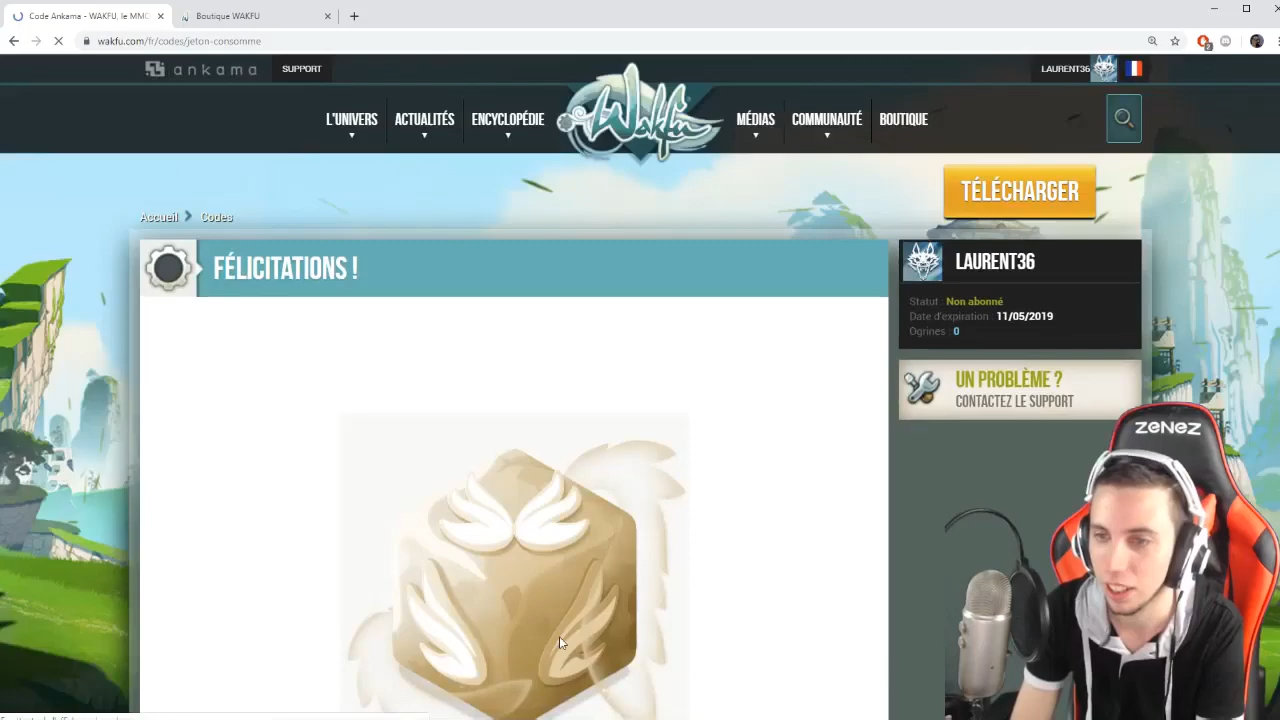 Code Ankama - WAKFU, le MMO
Boutique WAKFU
wakfu.com/fr/codes/jeton-consomme
2
ankama
SUPPORT
LAURENT36
L'UNIVERS
ACTUALITÉS
ENCYCLOPÉDIE
Wakfu
MÉDIAS
COMMUNAUTÉ
BOUTIQUE
TÉLÉCHARGER
Accueil
Codes
FÉLICITATIONS !
LAURENT36
Statut : Non abonné
Date d'expiration : 11/05/2019
Ogrines : 0
UN PROBLÈME ?
CONTACTEZ LE SUPPORT
ZENEZ